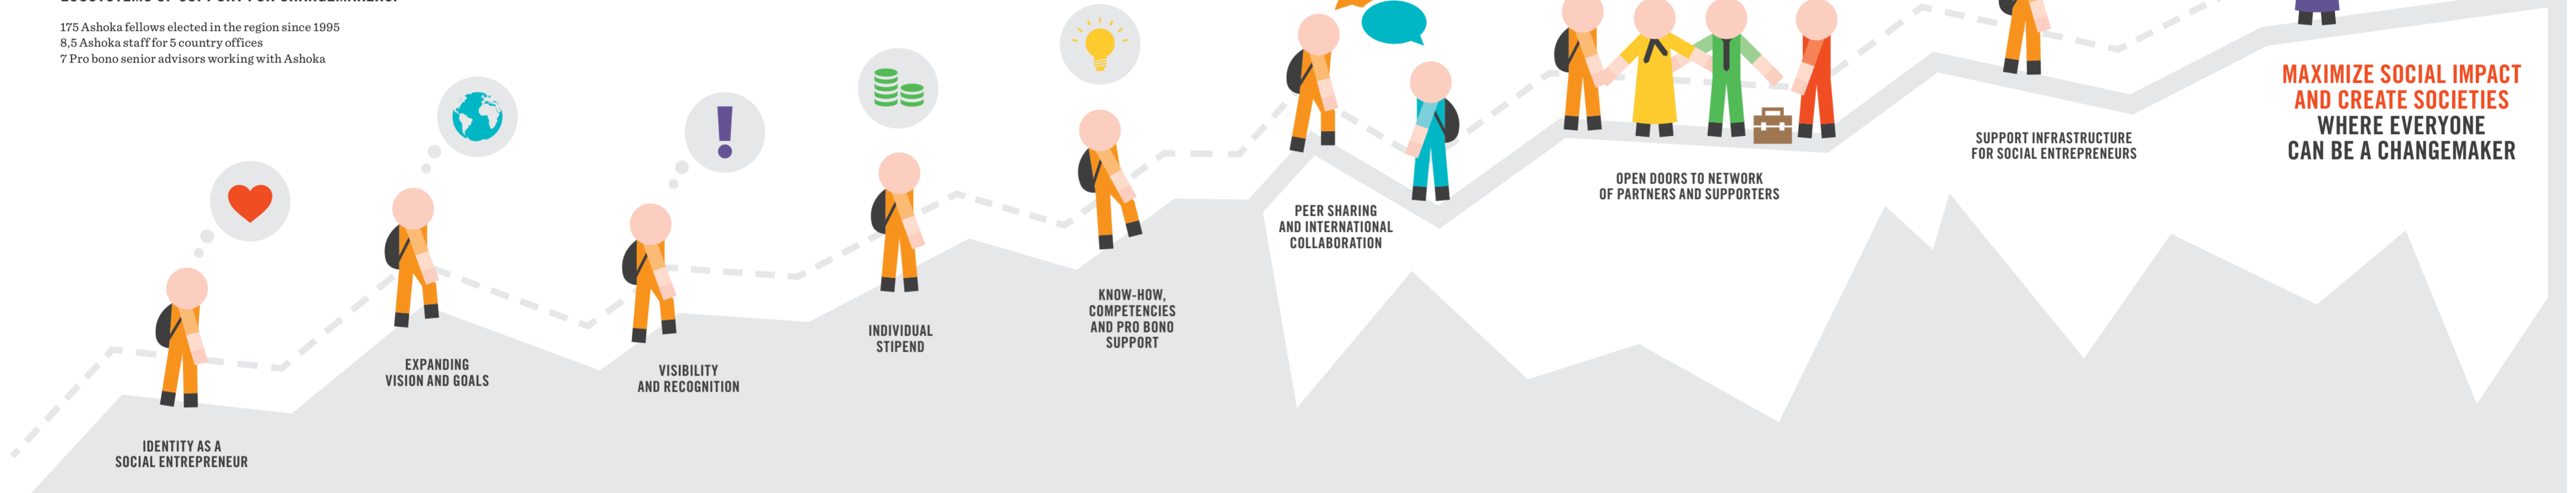 175 Ashoka fellows elected in the region since 1995
8,5 Ashoka staff for 5 country offices
7 Pro bono senior advisors working with Ashoka
IDENTITY AS A
SOCIAL ENTREPRENEUR
EXPANDING
VISION AND GOALS
VISIBILITY
AND RECOGNITION
INDIVIDUAL
STIPEND
KNOW-HOW,
COMPETENCIES
AND PRO BONO
SUPPORT
PEER SHARING
AND INTERNATIONAL
COLLABORATION
OPEN DOORS TO NETWORK
OF PARTNERS AND SUPPORTERS
SUPPORT INFRASTRUCTURE
FOR SOCIAL ENTREPRENEURS
MAXIMIZE SOCIAL IMPACT
AND CREATE SOCIETIES
WHERE EVERYONE
CAN BE A CHANGEMAKER